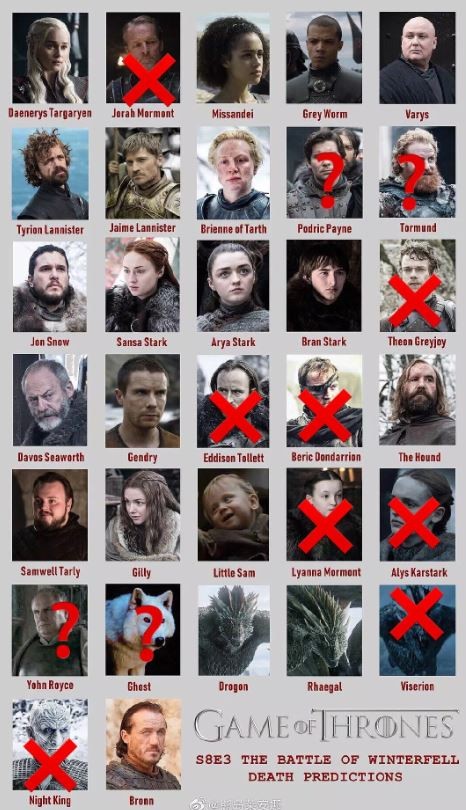 Daenerys Targaryen
Jorah Mormont
Missandei
Grey Worm
Varys
?
?
Tyrion Lannister
Jaime Lannister
Brienne of Tarth
Podric Payne
Tormund
Jon Snow
Sansa Stark
Arya Stark
Bran Stark
Theon Greyjoy
Davos Seaworth
Gendry
Eddison Tollett
Beric Dondarrion
The Hound
Samwell Tarly
Gilly
Little Sam
Lyanna Mormont
Alys Karstark
?
?
Yohn Royce
Ghost
Drogon
Rhaegal
Viserion
GAME OF THRONES
S8E3 THE BATTLE OF WINTERFELL
DEATH PREDICTIONS
Night King
Bronn